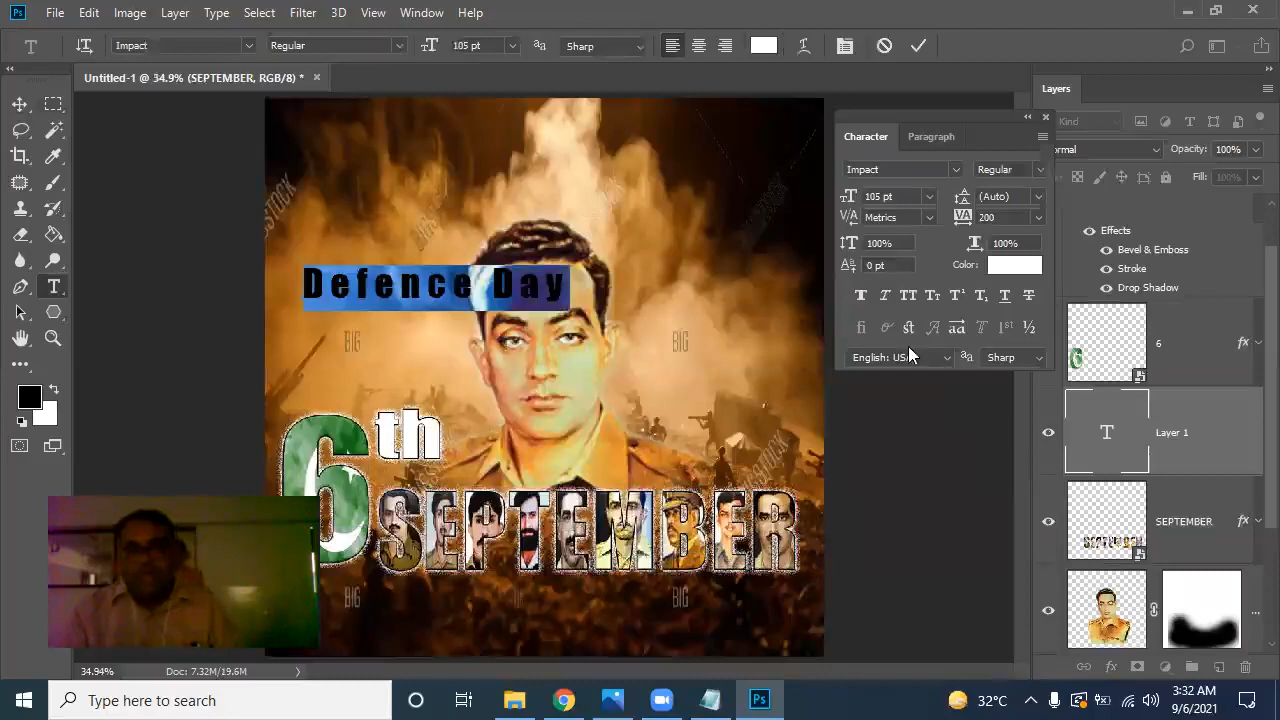 File Edit Image Layer Type Select Filter 3D View Window Help
Impact Regular 105 pt Sharp
Untitled-1 @ 34.9% (SEPTEMBER, RGB/8) *
Layers
Kind
Opacity: 100%
Fill: 100%
Character Paragraph
Impact Regular
105 pt (Auto)
Metrics 200
100% 100%
0 pt Color:
English: USA Sharp
Effects
Bevel & Emboss
Stroke
Drop Shadow
6
Layer 1
SEPTEMBER
Defence Day
BIG BIG
6th
SEPTEMBER
BIG BIG
34.94% Doc: 7.32M/19.6M
Type here to search
32°C
3:32 AM
9/6/2021